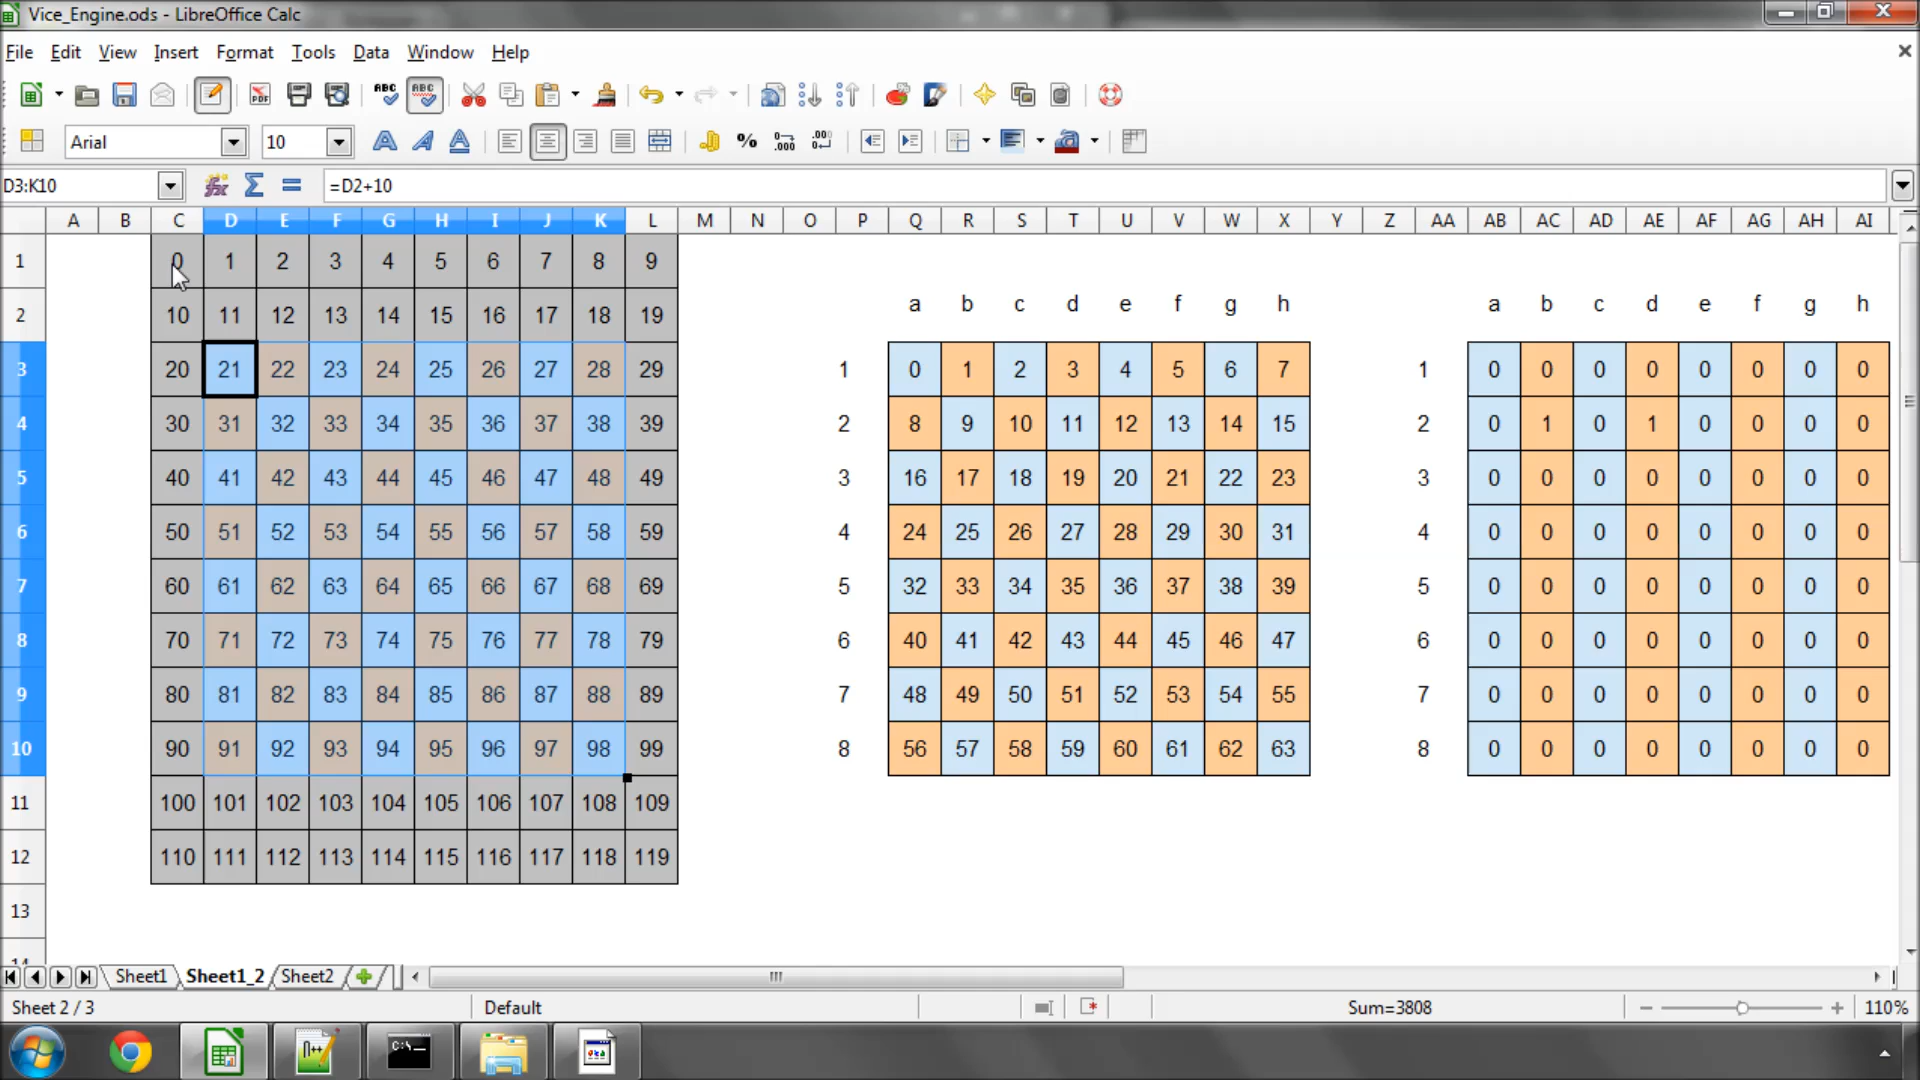 Vice_Engine.ods - LibreOffice Calc
File Edit View Insert Format Tools Data Window Help
Arial 10
D3:K10 =D2+10
A B C D E F G H I J K L M N O P Q R S T U V W X Y Z AA AB AC AD AE AF AG AH AI
1 0 1 2 3 4 5 6 7 8 9
2 10 11 12 13 14 15 16 17 18 19 a b c d e f g h a b c d e f g h
3 20 21 22 23 24 25 26 27 28 29 1 0 1 2 3 4 5 6 7 1 0 0 0 0 0 0 0 0
4 30 31 32 33 34 35 36 37 38 39 2 8 9 10 11 12 13 14 15 2 0 1 0 1 0 0 0 0
5 40 41 42 43 44 45 46 47 48 49 3 16 17 18 19 20 21 22 23 3 0 0 0 0 0 0 0 0
6 50 51 52 53 54 55 56 57 58 59 4 24 25 26 27 28 29 30 31 4 0 0 0 0 0 0 0 0
7 60 61 62 63 64 65 66 67 68 69 5 32 33 34 35 36 37 38 39 5 0 0 0 0 0 0 0 0
8 70 71 72 73 74 75 76 77 78 79 6 40 41 42 43 44 45 46 47 6 0 0 0 0 0 0 0 0
9 80 81 82 83 84 85 86 87 88 89 7 48 49 50 51 52 53 54 55 7 0 0 0 0 0 0 0 0
10 90 91 92 93 94 95 96 97 98 99 8 56 57 58 59 60 61 62 63 8 0 0 0 0 0 0 0 0
11 100 101 102 103 104 105 106 107 108 109
12 110 111 112 113 114 115 116 117 118 119
13
14
Sheet1 Sheet1_2 Sheet2
Sheet 2 / 3 Default Sum=3808 110%